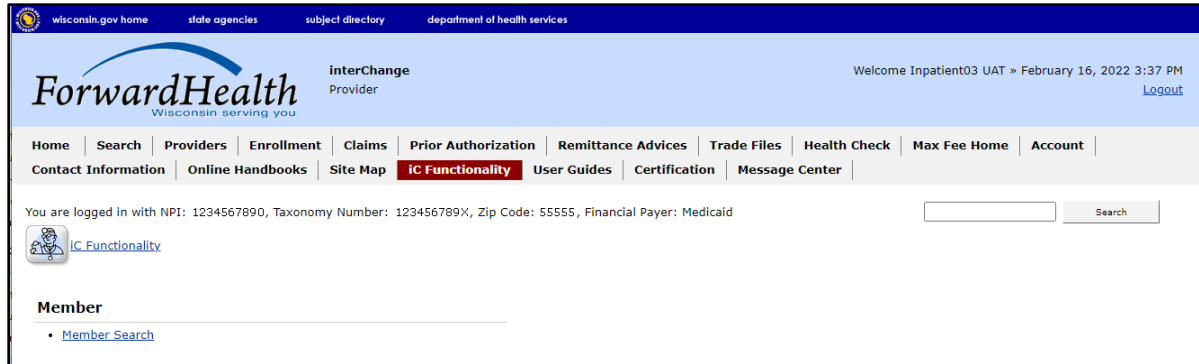 wisconsin.gov home state agencies subject directory department of health services
ForwardHealth
Wisconsin serving you
interChange
Provider
Welcome Inpatient03 UAT » February 16, 2022 3:37 PM
Logout
Home Search Providers Enrollment Claims Prior Authorization Remittance Advices Trade Files Health Check Max Fee Home Account
Contact Information Online Handbooks Site Map iC Functionality User Guides Certification Message Center
You are logged in with NPI: 1234567890, Taxonomy Number: 123456789X, Zip Code: 55555, Financial Payer: Medicaid Search
iC Functionality
Member
• Member Search